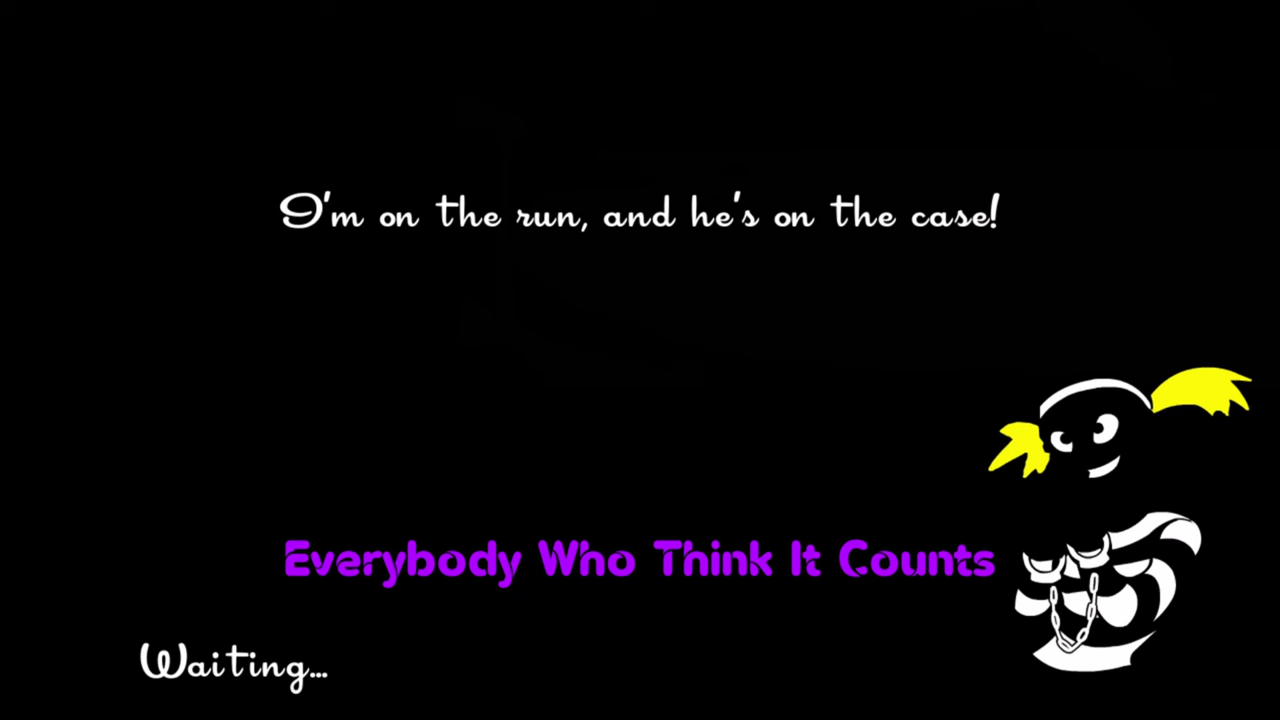 I'm on the run, and he's on the case!
Everybody Who Think It Counts
Waiting...